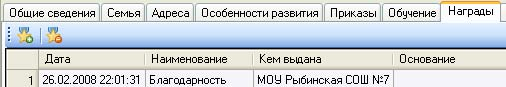 Общие сведения Семья Адреса Особенности развития Приказы Обучение Награды
Дата Наименование Кем выдана Основание
1 26.02.2008 22:01:31 Благодарность МОУ Рыбинская СОШ №7